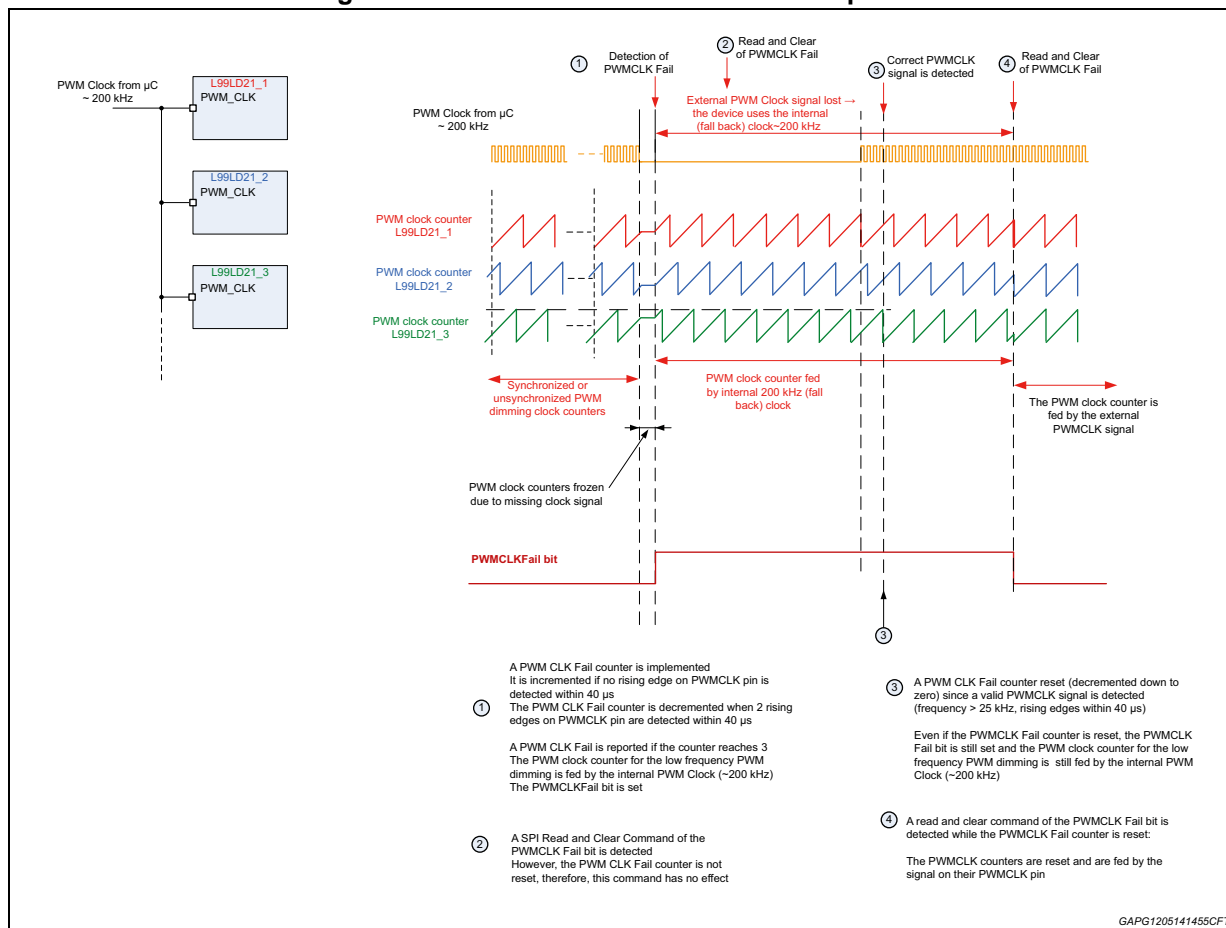 PWM Clock from µC
~ 200 kHz
L99LD21_1
PWM_CLK
L99LD21_2
PWM_CLK
L99LD21_3
PWM_CLK
1
Detection of
PWMCLK Fail
2
Read and Clear
of PWMCLK Fail
3
Correct PWMCLK
signal is detected
4
Read and Clear
of PWMCLK Fail
PWM Clock from µC
~ 200 kHz
External PWM Clock signal lost →
the device uses the internal
(fall back) clock~200 kHz
PWM clock counter
L99LD21_1
PWM clock counter
L99LD21_2
PWM clock counter
L99LD21_3
Synchronized or
unsynchronized PWM
dimming clock counters
PWM clock counter fed
by internal 200 kHz (fall
back) clock
The PWM clock counter is
fed by the external
PWMCLK signal
PWM clock counters frozen
due to missing clock signal
PWMCLKFail bit
3
1
A PWM CLK Fail counter is implemented
It is incremented if no rising edge on PWMCLK pin is
detected within 40 µs
The PWM CLK Fail counter is decremented when 2 rising
edges on PWMCLK pin are detected within 40 µs
A PWM CLK Fail is reported if the counter reaches 3
The PWM clock counter for the low frequency PWM
dimming is fed by the internal PWM Clock (~200 kHz)
The PWMCLKFail bit is set
2
A SPI Read and Clear Command of the
PWMCLK Fail bit is detected
However, the PWM CLK Fail counter is not
reset, therefore, this command has no effect
3
A PWM CLK Fail counter reset (decremented down to
zero) since a valid PWMCLK signal is detected
(frequency > 25 kHz, rising edges within 40 µs)
Even if the PWMCLK Fail counter is reset, the PWMCLK
Fail bit is still set and the PWM clock counter for the low
frequency PWM dimming is still fed by the internal PWM
Clock (~200 kHz)
4
A read and clear command of the PWMCLK Fail bit is
detected while the PWMCLK Fail counter is reset:
The PWMCLK counters are reset and are fed by the
signal on their PWMCLK pin